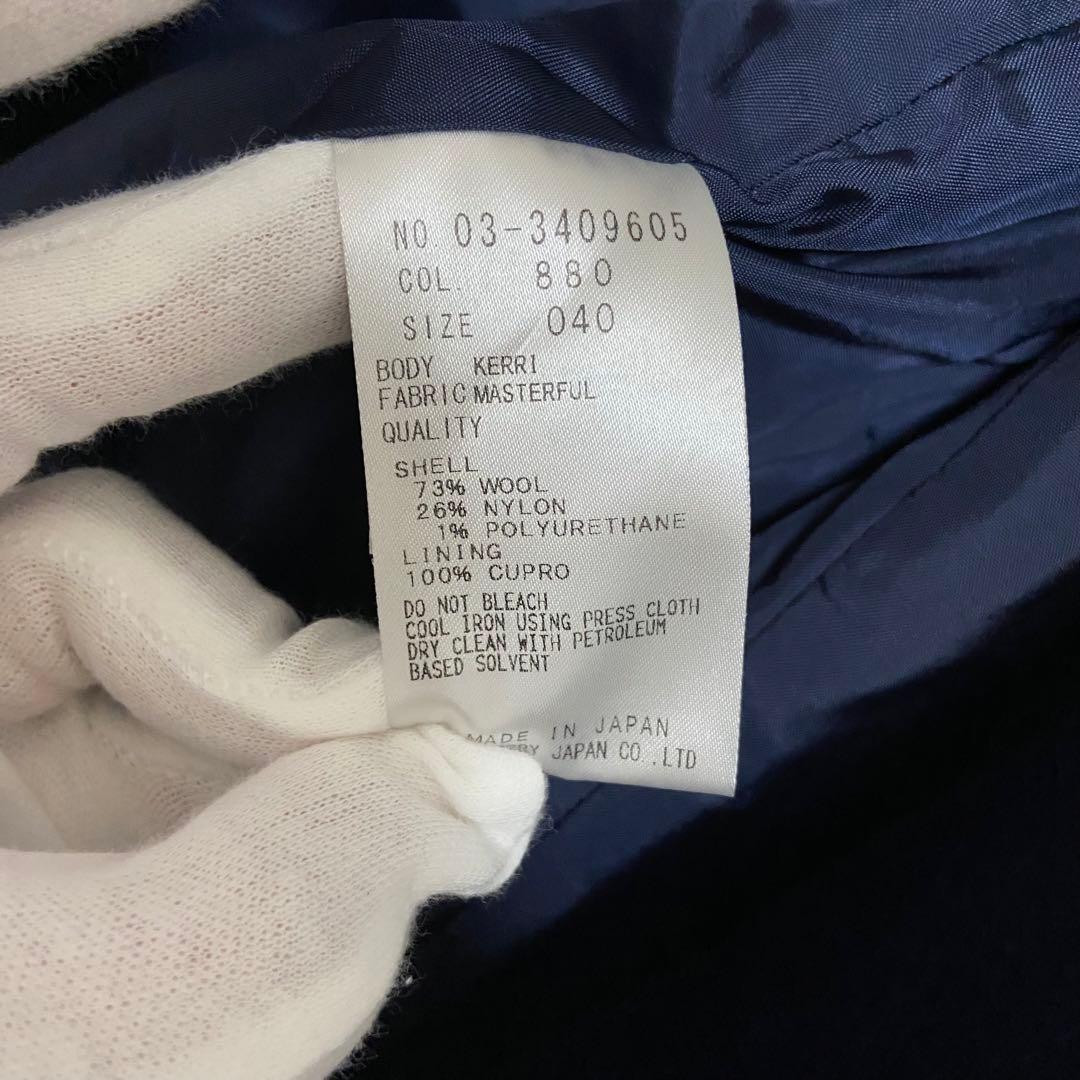 NO. 03-3409605
COL. 880
SIZE 040
BODY KERRI
FABRIC MASTERFUL
QUALITY
SHELL
73% WOOL
26% NYLON
1% POLYURETHANE
LINING
100% CUPRO
DO NOT BLEACH
COOL IRON USING PRESS CLOTH
DRY CLEAN WITH PETROLEUM
BASED SOLVENT
MADE IN JAPAN
JAPAN CO.,LTD